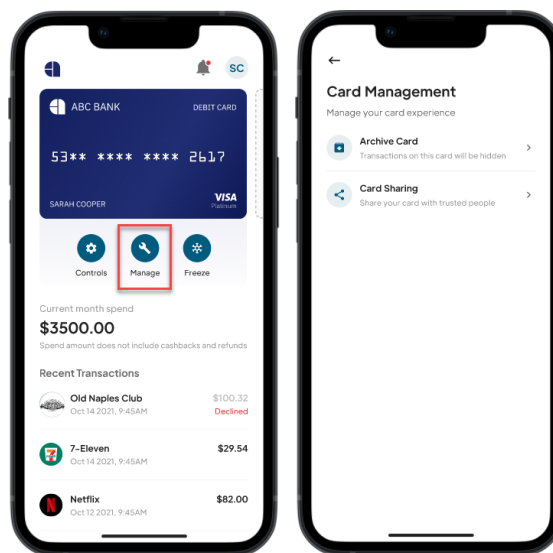 SC
ABC BANK
DEBIT CARD
53** **** **** 2617
SARAH COOPER
VISA
Platinum
Controls
Manage
Freeze
Current month spend
$3500.00
Spend amount does not include cashbacks and refunds
Recent Transactions
Old Naples Club
$100.32
Oct 14 2021, 9:45AM
Declined
7-Eleven
$29.54
Oct 14 2021, 9:45AM
Netflix
$82.00
Oct 12 2021, 9:45AM
Card Management
Manage your card experience
Archive Card
Transactions on this card will be hidden
Card Sharing
Share your card with trusted people